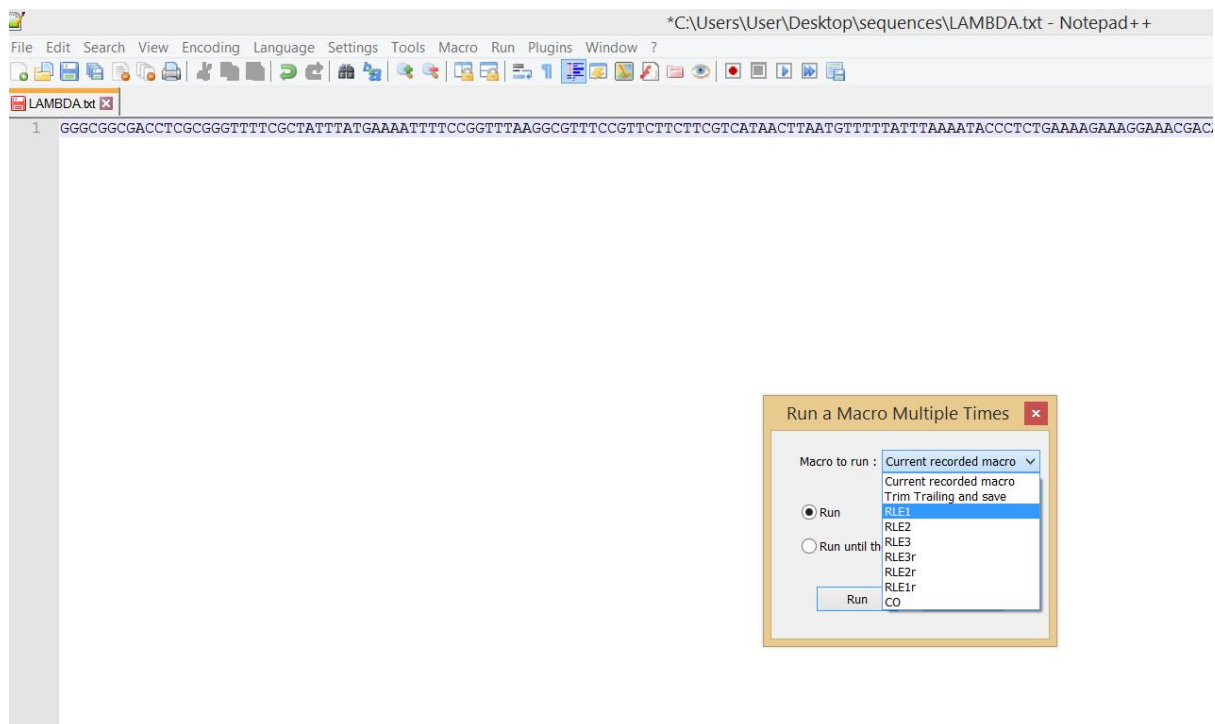 *C:\Users\User\Desktop\sequences\LAMBDA.txt - Notepad++
File Edit Search View Encoding Language Settings Tools Macro Run Plugins Window ?
LAMBDA.txt
1 GGGCGGCGACCTCGCGGGTTTTCGCTATTTATGAAAATTTTCCGGTTTAAGGCGTTTCCGTTCTTCTTCGTCATAACTTAATGTTTTTATTTAAAATACCCTCTGAAAAGAAAGGAAACGACA
Run a Macro Multiple Times
Macro to run : Current recorded macro
Current recorded macro
Trim Trailing and save
Run
RLE1
RLE2
Run until th
RLE3
RLE3r
RLE2r
RLE1r
Run
CO